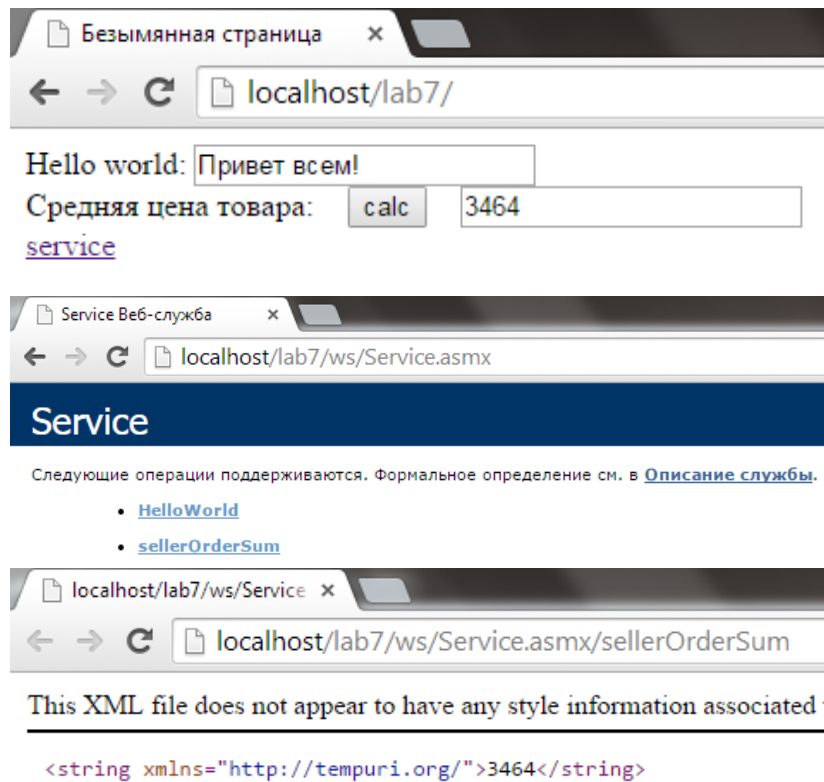 Безымянная страница
localhost/lab7/
Hello world: Привет всем!
Средняя цена товара: calc 3464
service
Service Веб-служба
localhost/lab7/ws/Service.asmx
Service
Следующие операции поддерживаются. Формальное определение см. в Описание службы.
HelloWorld
sellerOrderSum
localhost/lab7/ws/Service
localhost/lab7/ws/Service.asmx/sellerOrderSum
This XML file does not appear to have any style information associated
<string xmlns="http://tempuri.org/">3464</string>